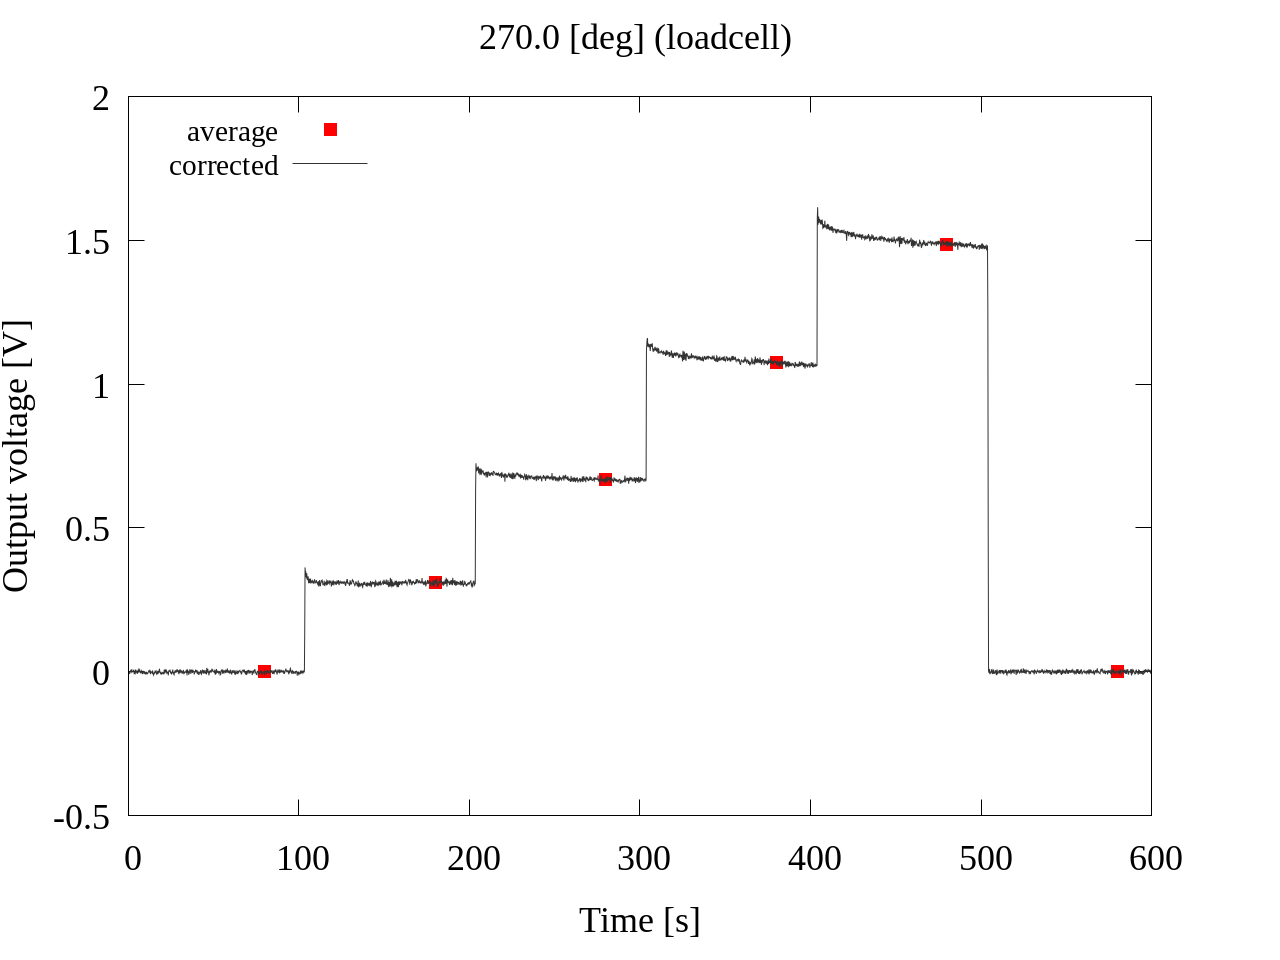 270.0 [deg] (loadcell)
average
corrected
2
1.5
1
0.5
0
-0.5
Output voltage [V]
0 100 200 300 400 500 600
Time [s]